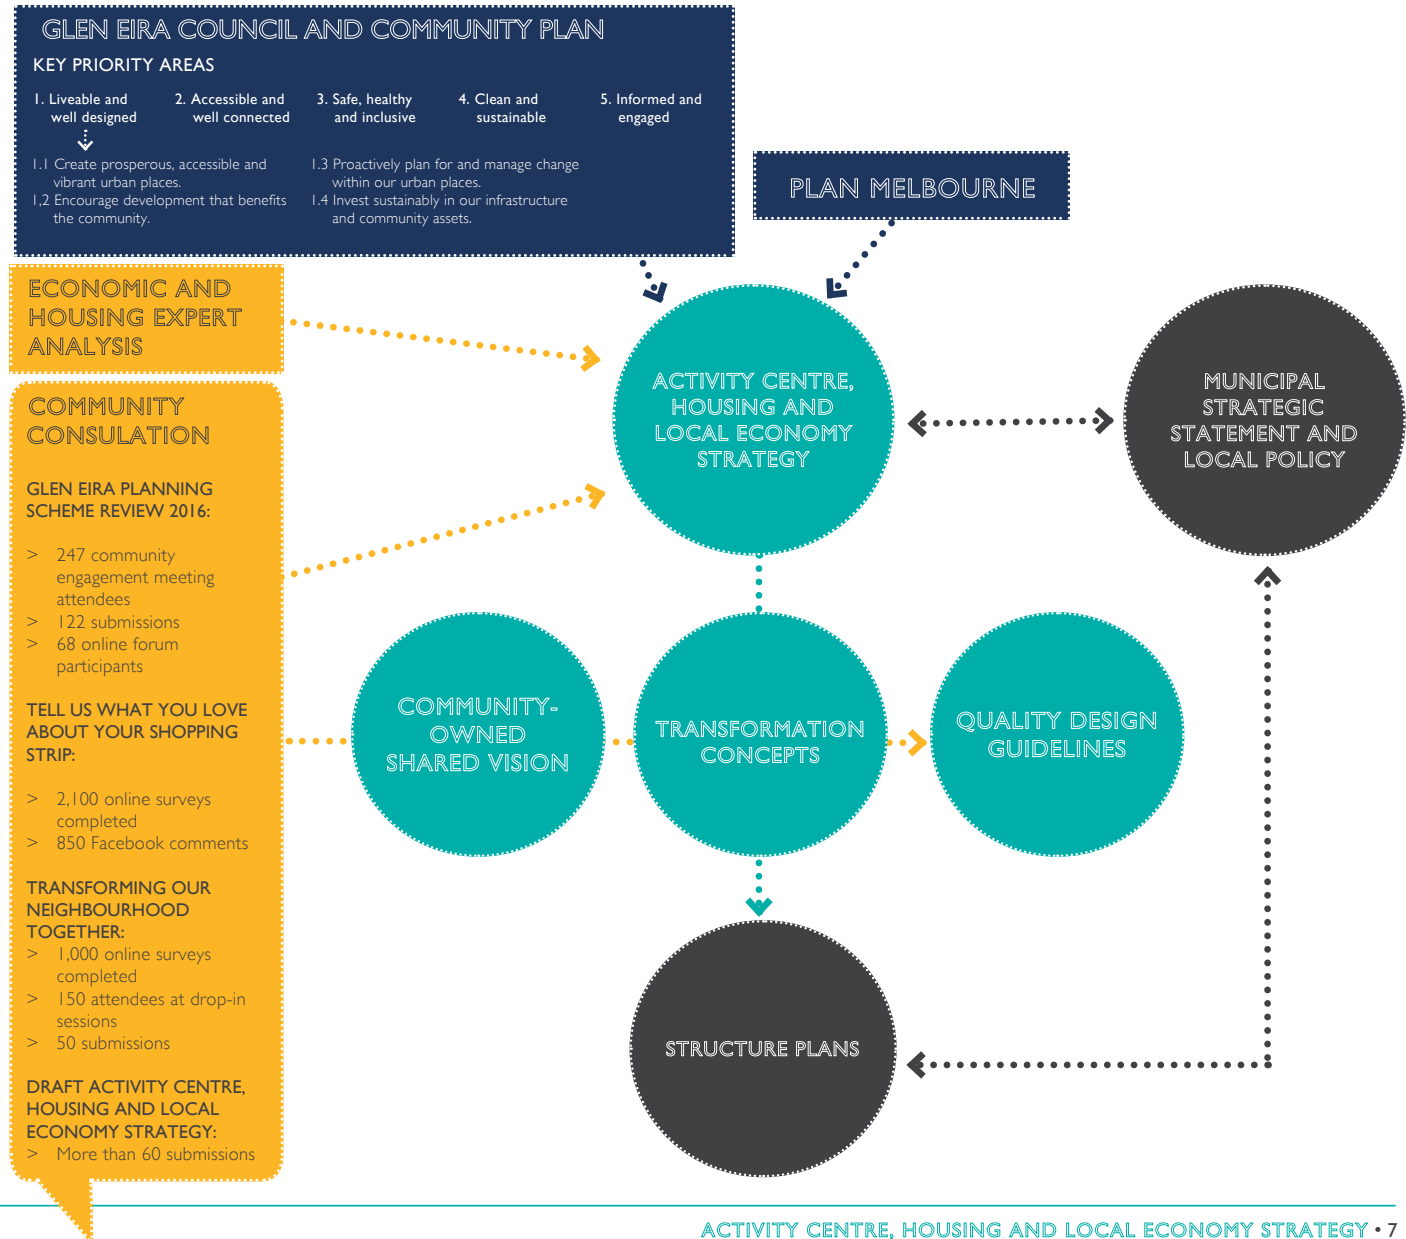 GLEN EIRA COUNCIL AND COMMUNITY PLAN
KEY PRIORITY AREAS
1. Liveable and
well designed
2. Accessible and
well connected
3. Safe, healthy
and inclusive
4. Clean and
sustainable
5. Informed and
engaged
1.1 Create prosperous, accessible and
vibrant urban places.
1,2 Encourage development that benefits
the community.
1.3 Proactively plan for and manage change
within our urban places.
1.4 Invest sustainably in our infrastructure
and community assets.
PLAN MELBOURNE
ECONOMIC AND
HOUSING EXPERT
ANALYSIS
COMMUNITY
CONSULATION
GLEN EIRA PLANNING
SCHEME REVIEW 2016:
> 247 community
engagement meeting
attendees
> 122 submissions
> 68 online forum
participants
TELL US WHAT YOU LOVE
ABOUT YOUR SHOPPING
STRIP:
> 2,100 online surveys
completed
> 850 Facebook comments
TRANSFORMING OUR
NEIGHBOURHOOD
TOGETHER:
> 1,000 online surveys
completed
> 150 attendees at drop-in
sessions
> 50 submissions
DRAFT ACTIVITY CENTRE,
HOUSING AND LOCAL
ECONOMY STRATEGY:
> More than 60 submissions
ACTIVITY CENTRE,
HOUSING AND
LOCAL ECONOMY
STRATEGY
MUNICIPAL
STRATEGIC
STATEMENT AND
LOCAL POLICY
COMMUNITY-
OWNED
SHARED VISION
TRANSFORMATION
CONCEPTS
QUALITY DESIGN
GUIDELINES
STRUCTURE PLANS
ACTIVITY CENTRE, HOUSING AND LOCAL ECONOMY STRATEGY • 7